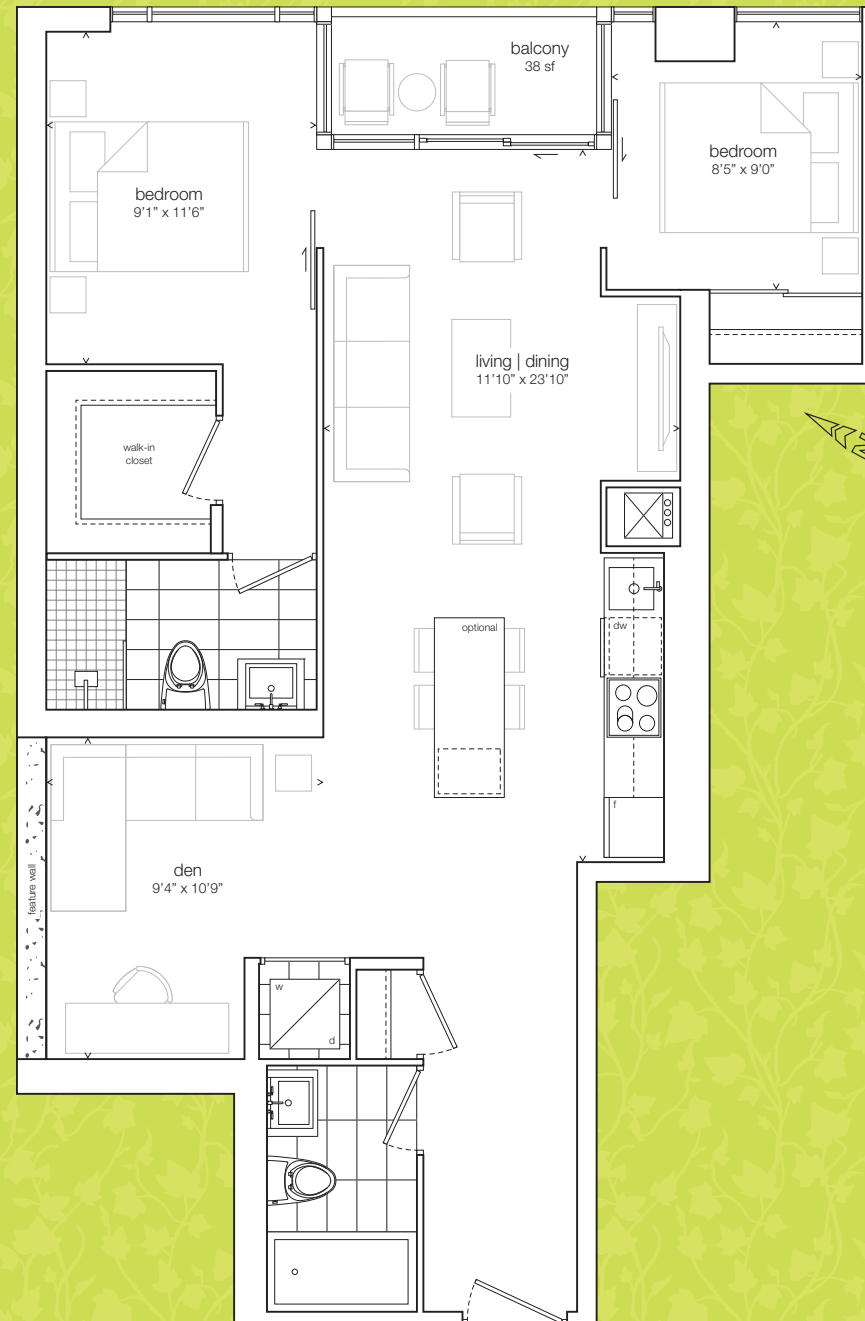 balcony
38 sf
bedroom
8'5" x 9'0"
bedroom
9'1" x 11'6"
living | dining
11'10" x 23'10"
walk-in
closet
optional
dw
f
den
9'4" x 10'9"
feature wall
w
d
N